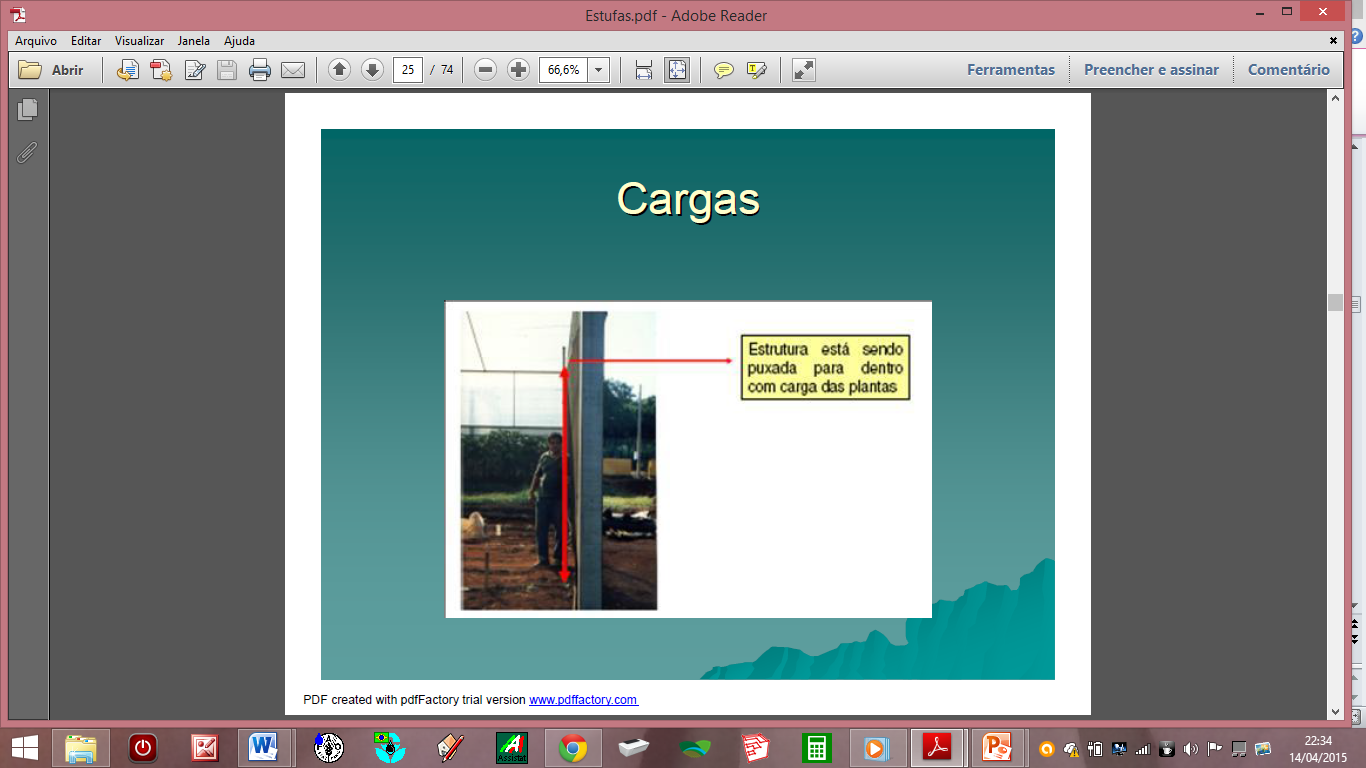 Estufas.pdf - Adobe Reader
Arquivo Editar Visualizar Janela Ajuda
Abrir 25 / 74 66,6% Ferramentas Preencher e assinar Comentário
Cargas
Estrutura está sendo
puxada para dentro
com carga das plantas
PDF created with pdfFactory trial version www.pdffactory.com
Assistat
22:34
14/04/2015